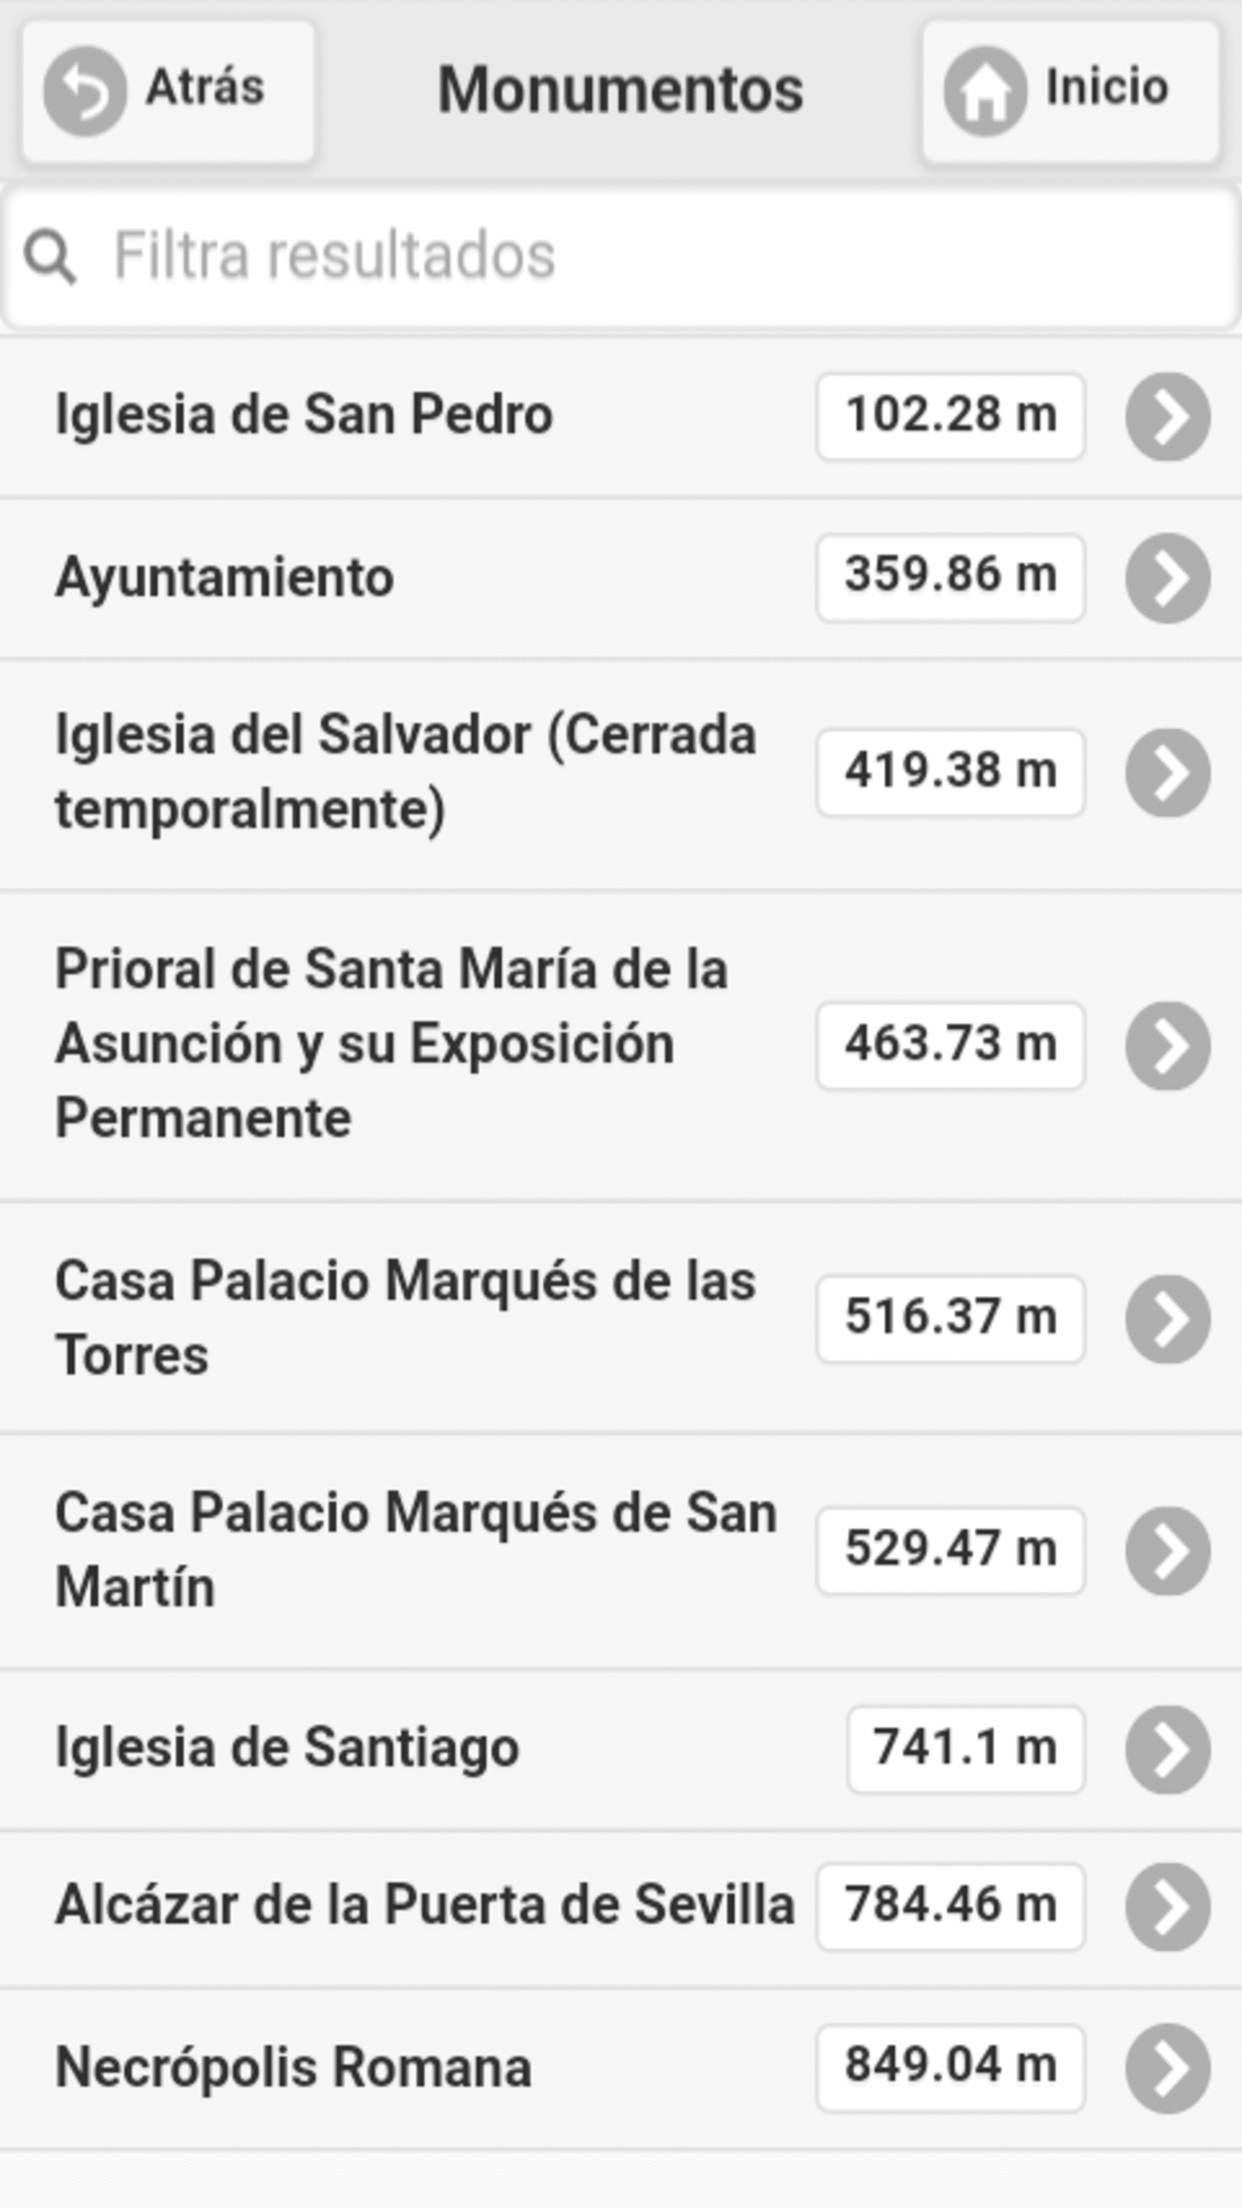 Atrás
Monumentos
Inicio
Filtra resultados
Iglesia de San Pedro
102.28 m
Ayuntamiento
359.86 m
Iglesia del Salvador (Cerrada
temporalmente)
419.38 m
Prioral de Santa María de la
Asunción y su Exposición
Permanente
463.73 m
Casa Palacio Marqués de las
Torres
516.37 m
Casa Palacio Marqués de San
Martín
529.47 m
Iglesia de Santiago
741.1 m
Alcázar de la Puerta de Sevilla
784.46 m
Necrópolis Romana
849.04 m